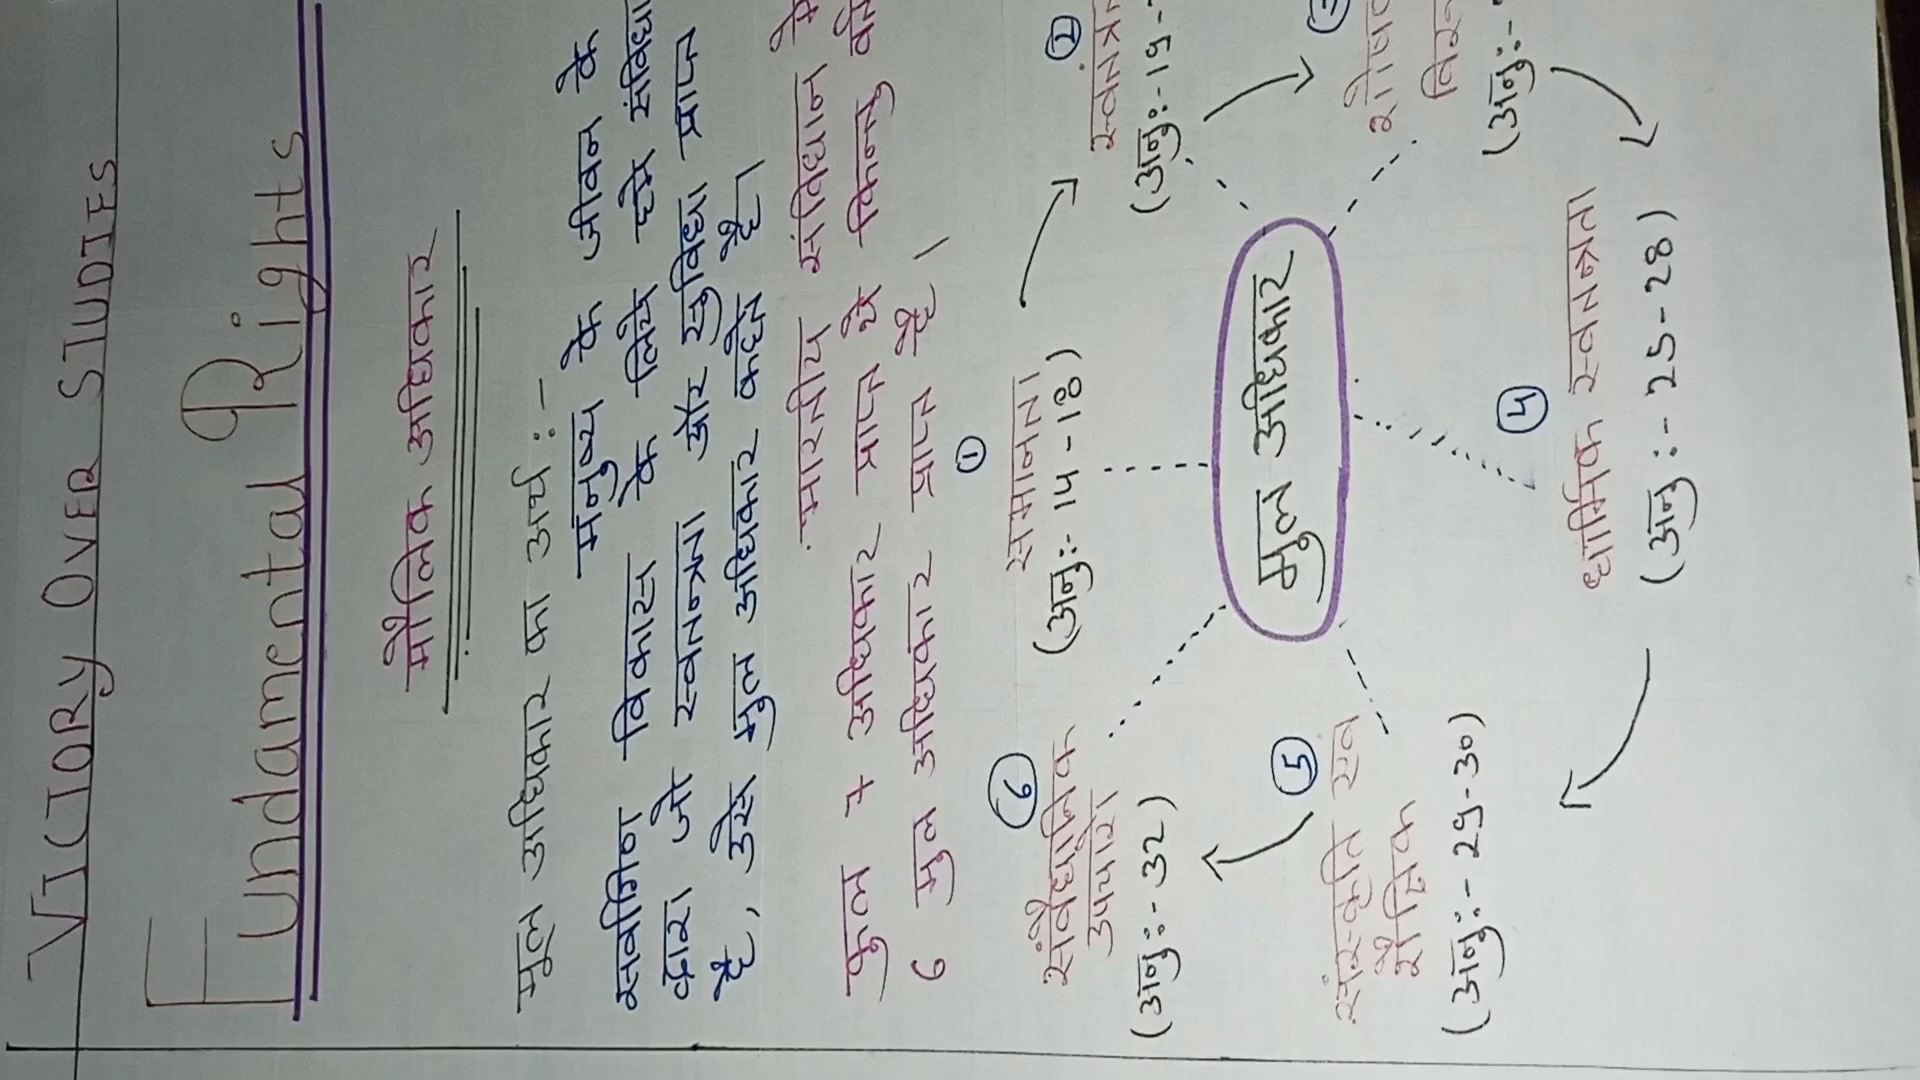 VICTORY OVER STUDIES
Fundamental Rights
मौलिक अधिकार
मुल अधिकार का अर्थ:-
मनुष्य के जीवन के
सर्वागिण विकास के लिये
द्वारा जो स्वतन्त्रता और सुविधा प्राप्त
है, उसे मुल अधिकार कहते है।
भारतीय संविधान
कुल 7 अधिकार प्राप्त थे किन्तु
6 मुल अधिकार प्राप्त है।
①
समानता
(अनु:- 14-18)
②
(अनु:-19-
③
(अनु:-
मुल अधिकार
④
धार्मिक स्वतन्त्रता
(अनु:- 25-28)
⑤
संस्कृति एवं
शैक्षिक
(अनु:- 29-30)
⑥
संवैधानिक
उपचारो
(अनु:-32)